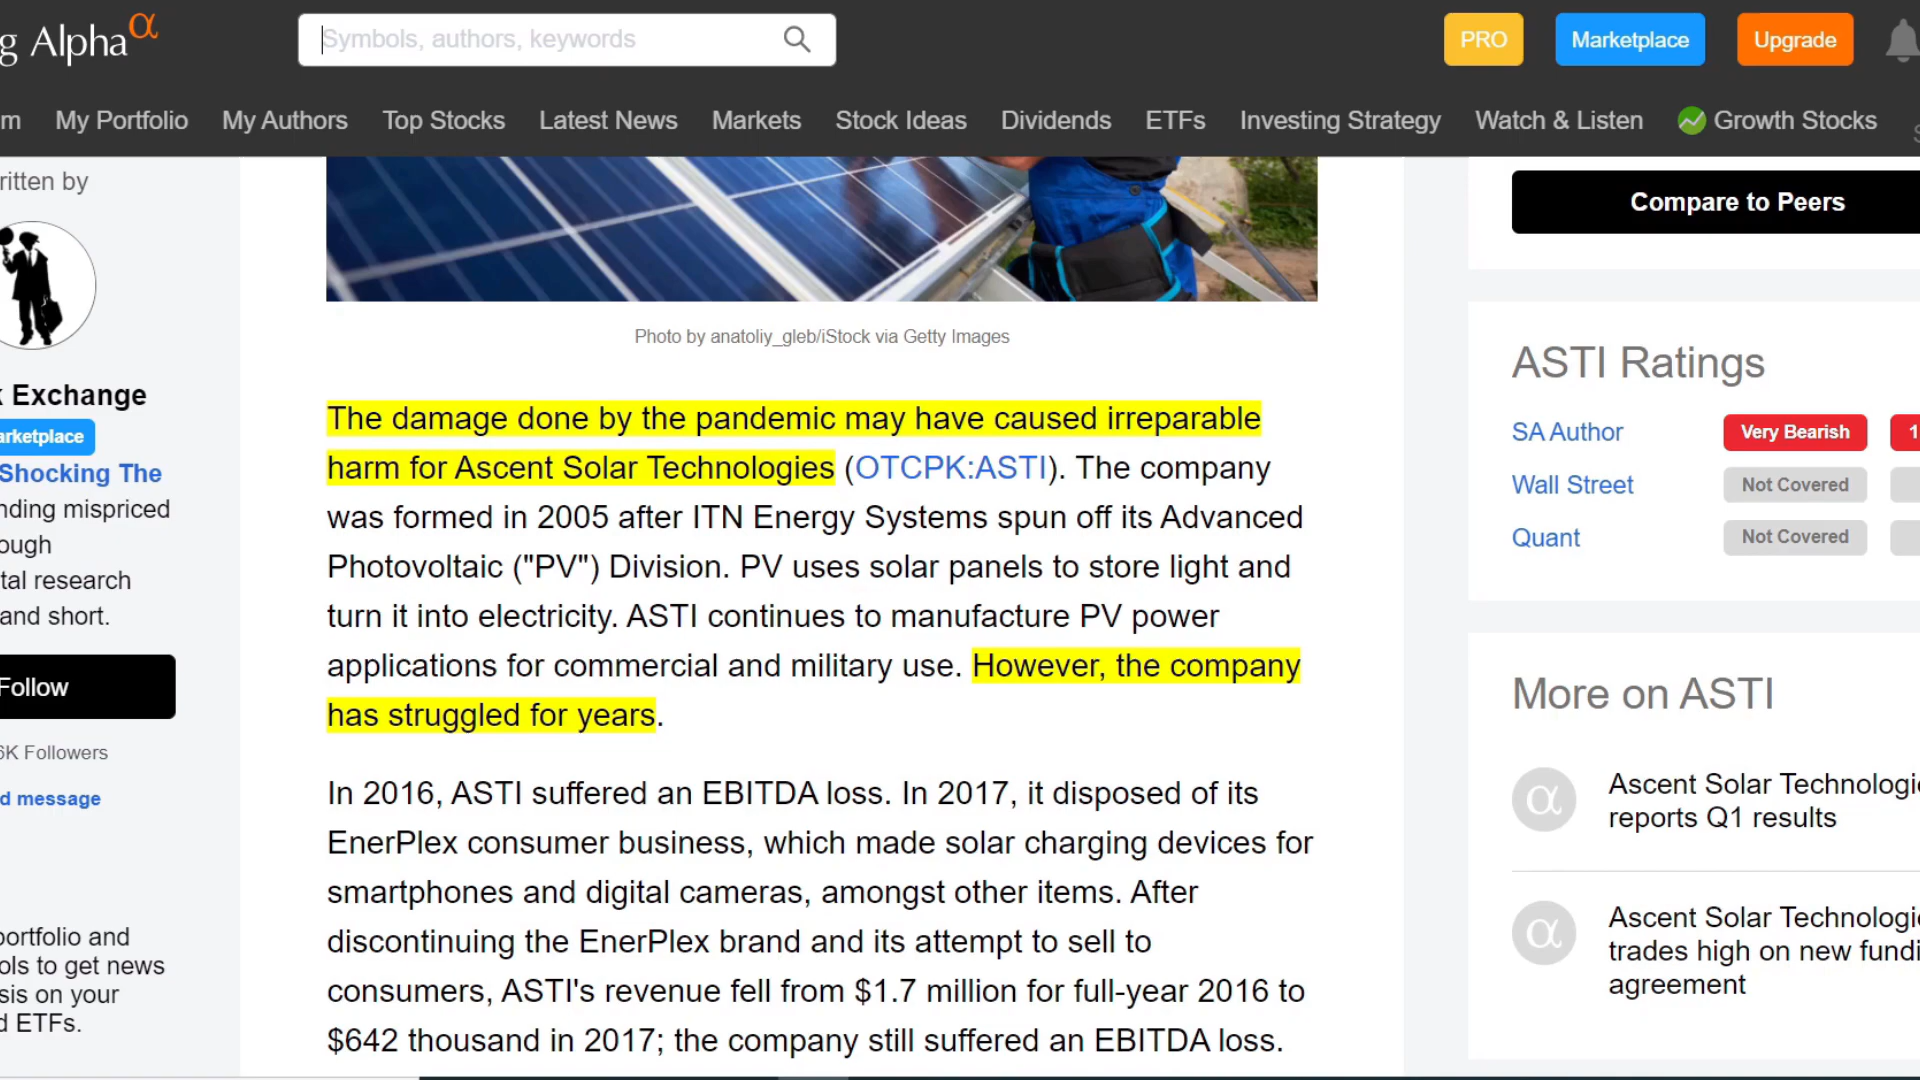 g Alpha α
Symbols, authors, keywords
PRO
Marketplace
Upgrade
m My Portfolio My Authors Top Stocks Latest News Markets Stock Ideas Dividends ETFs Investing Strategy Watch & Listen Growth Stocks
ritten by
Exchange
arketplace
Shocking The
nding mispriced
ough
tal research
and short.
Follow
6K Followers
d message
portfolio and
ols to get news
sis on your
d ETFs.
Photo by anatoliy_gleb/iStock via Getty Images
The damage done by the pandemic may have caused irreparable
harm for Ascent Solar Technologies (OTCPK:ASTI). The company
was formed in 2005 after ITN Energy Systems spun off its Advanced
Photovoltaic ("PV") Division. PV uses solar panels to store light and
turn it into electricity. ASTI continues to manufacture PV power
applications for commercial and military use. However, the company
has struggled for years.
In 2016, ASTI suffered an EBITDA loss. In 2017, it disposed of its
EnerPlex consumer business, which made solar charging devices for
smartphones and digital cameras, amongst other items. After
discontinuing the EnerPlex brand and its attempt to sell to
consumers, ASTI's revenue fell from $1.7 million for full-year 2016 to
$642 thousand in 2017; the company still suffered an EBITDA loss.
Compare to Peers
ASTI Ratings
SA Author Very Bearish 1
Wall Street Not Covered
Quant Not Covered
More on ASTI
Ascent Solar Technologie
reports Q1 results
Ascent Solar Technologie
trades high on new fundi
agreement